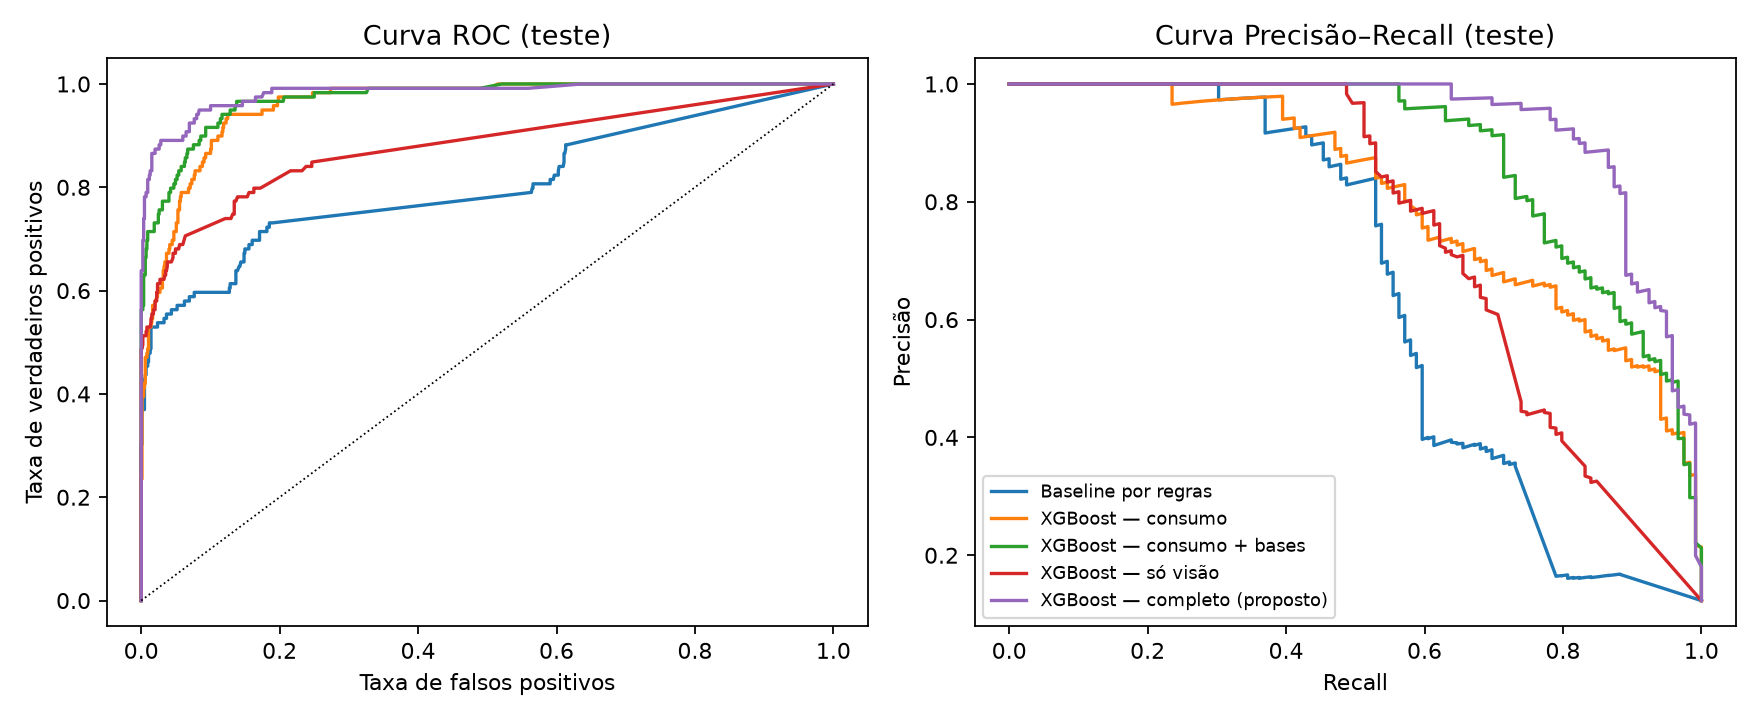 Curva ROC (teste)
Taxa de verdadeiros positivos
1.0
0.8
0.6
0.4
0.2
0.0
0.0 0.2 0.4 0.6 0.8 1.0
Taxa de falsos positivos
Curva Precisão–Recall (teste)
Precisão
1.0
0.8
0.6
0.4
0.2
Baseline por regras
XGBoost — consumo
XGBoost — consumo + bases
XGBoost — só visão
XGBoost — completo (proposto)
0.0 0.2 0.4 0.6 0.8 1.0
Recall